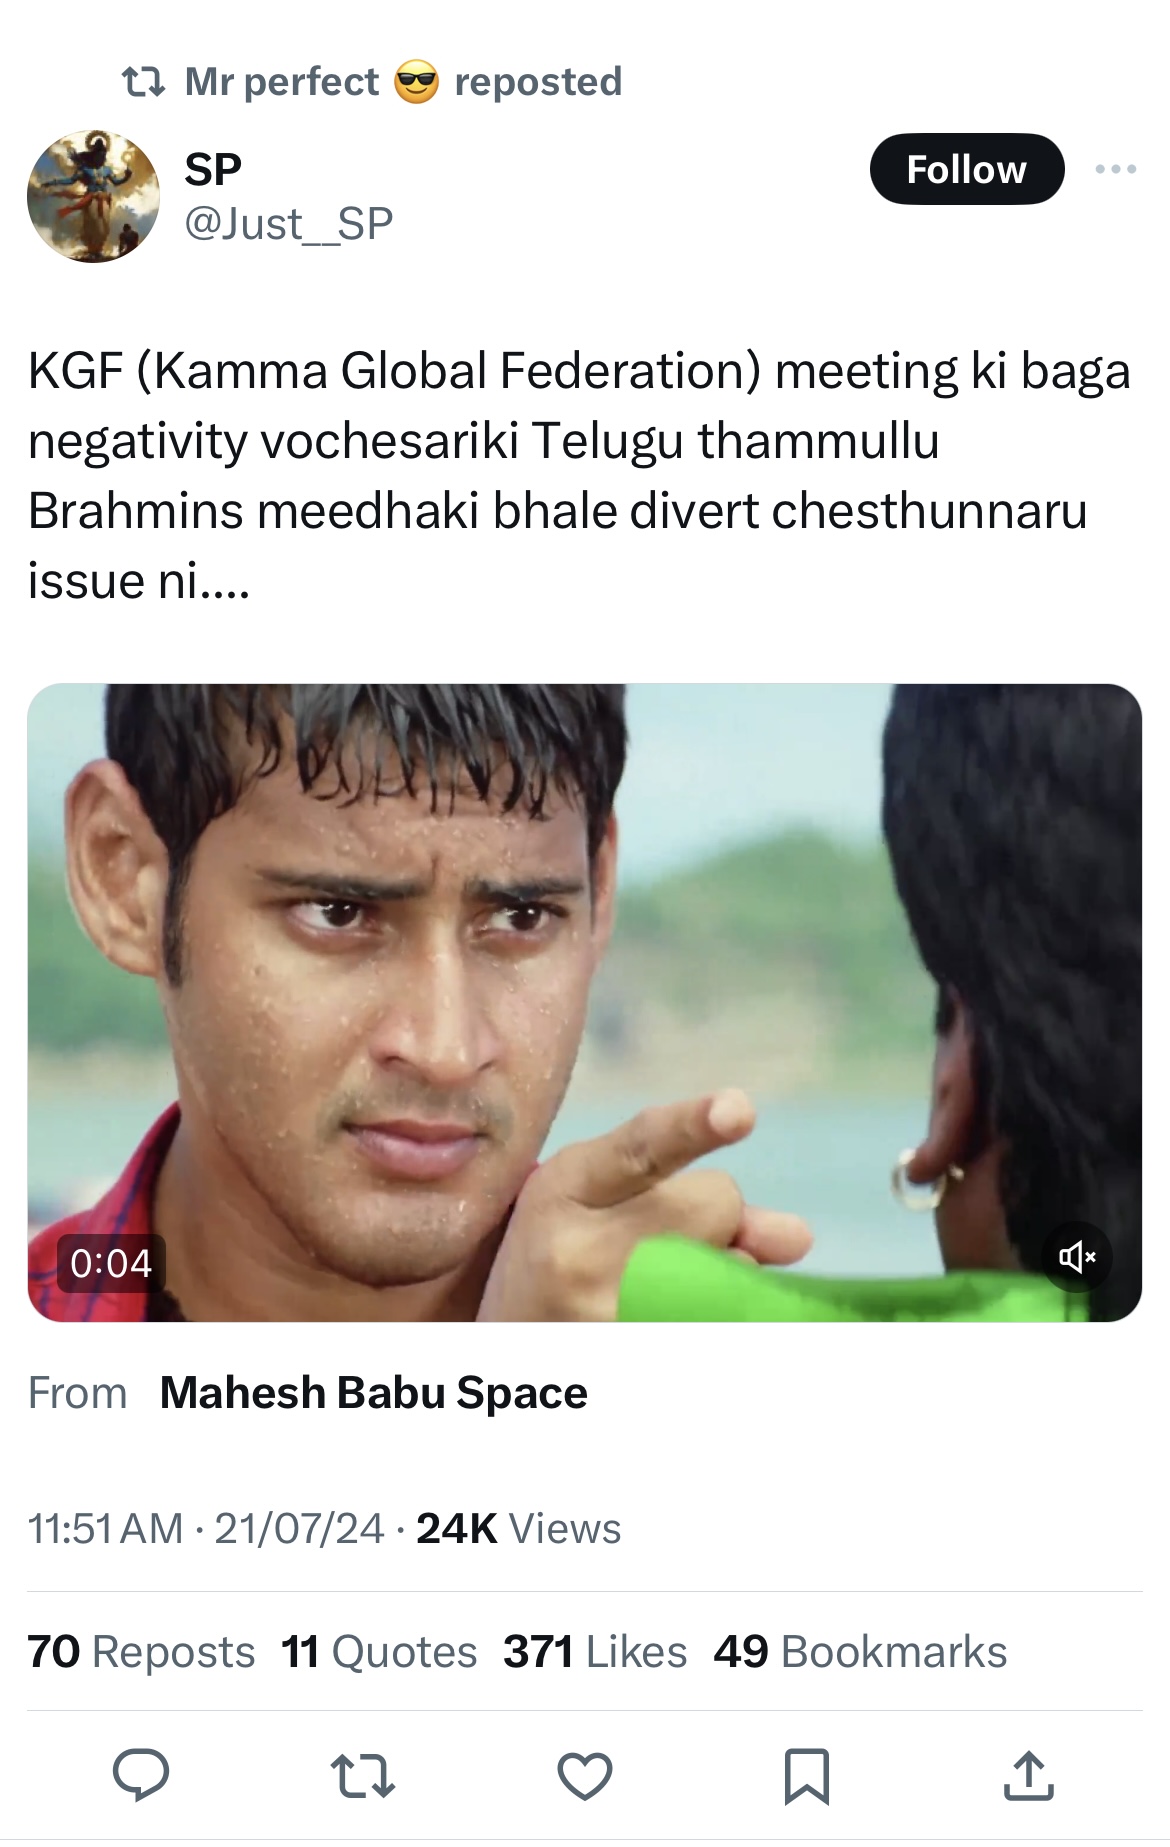 Mr perfect 😎 reposted
SP
@Just__SP
Follow
KGF (Kamma Global Federation) meeting ki baga
negativity vochesariki Telugu thammullu
Brahmins meedhaki bhale divert chesthunnaru
issue ni....
0:04
From Mahesh Babu Space
11:51 AM · 21/07/24 · 24K Views
70 Reposts 11 Quotes 371 Likes 49 Bookmarks